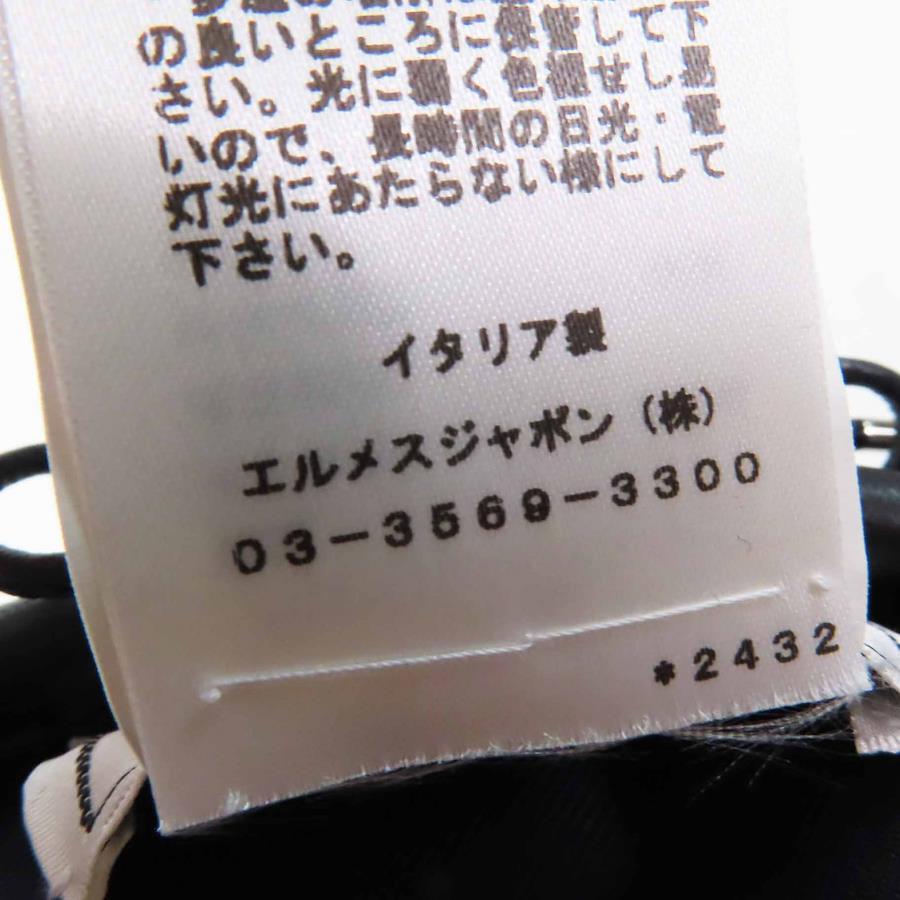 の良いところに保管して下
さい。光に弱く色褪せし易
いので、長時間の日光・電
灯光にあたらない様にして
下さい。
イタリア製
エルメスジャポン（株）
03-3569-3300
*2432